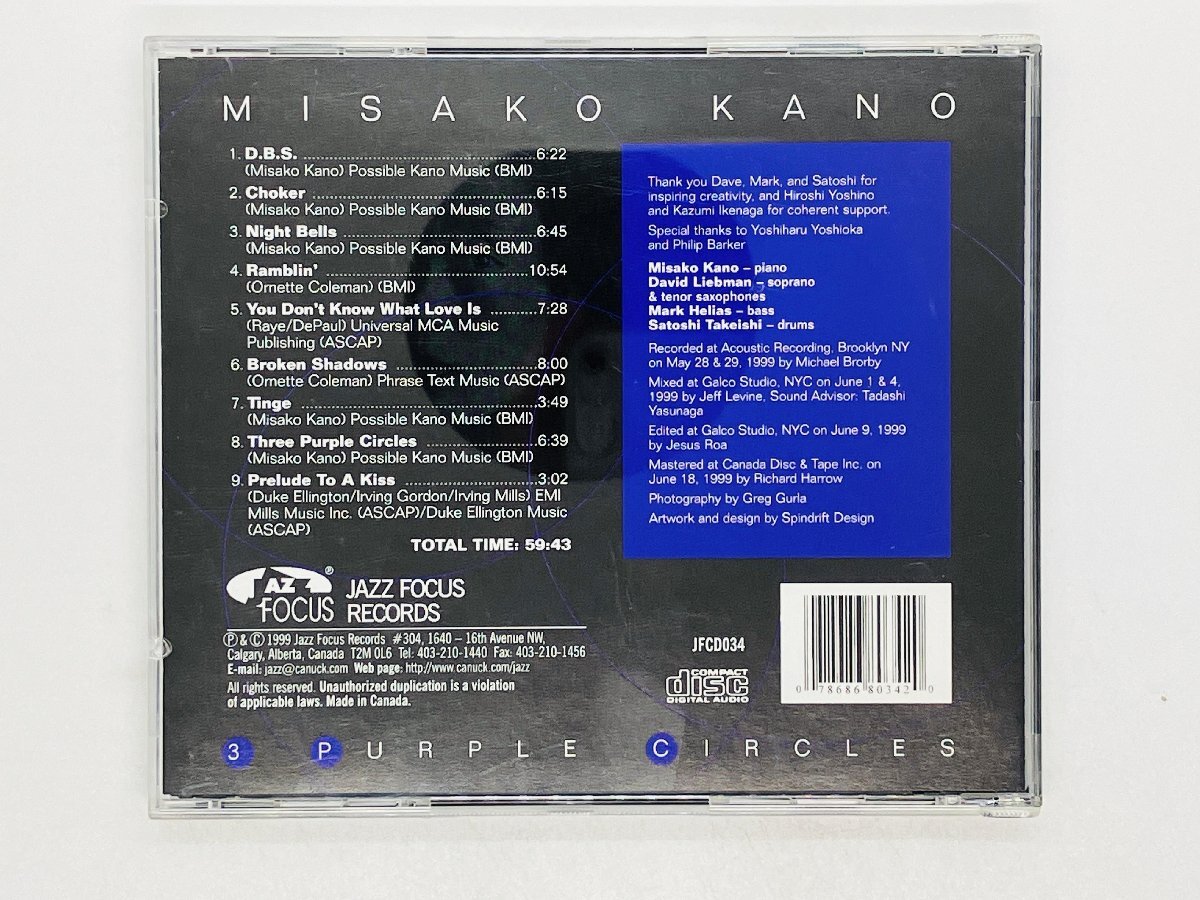 MISAKO KANO
1. D.B.S. 6:22
(Misako Kano) Possible Kano Music (BMI)
2. Choker 6:15
(Misako Kano) Possible Kano Music (BMI)
3. Night Bells 6:45
(Misako Kano) Possible Kano Music (BMI)
4. Ramblin' 10:54
(Ornette Coleman) (BMI)
5. You Don't Know What Love Is 7:28
(Raye/DePaul) Universal MCA Music
Publishing (ASCAP)
6. Broken Shadows 8:00
(Ornette Coleman) Phrase Text Music (ASCAP)
7. Tinge 3:49
(Misako Kano) Possible Kano Music (BMI)
8. Three Purple Circles 6:39
(Misako Kano) Possible Kano Music (BMI)
9. Prelude To A Kiss 3:02
(Duke Ellington/Irving Gordon/Irving Mills) EMI
Mills Music Inc. (ASCAP)/Duke Ellington Music
(ASCAP)
TOTAL TIME: 59:43
Thank you Dave, Mark, and Satoshi for
inspiring creativity, and Hiroshi Yoshino
and Kazumi Ikenaga for coherent support.
Special thanks to Yoshiharu Yoshioka
and Philip Barker
Misako Kano – piano
David Liebman – soprano
& tenor saxophones
Mark Helias – bass
Satoshi Takeishi – drums
Recorded at Acoustic Recording, Brooklyn NY
on May 28 & 29, 1999 by Michael Brorby
Mixed at Galco Studio, NYC on June 1 & 4,
1999 by Jeff Levine, Sound Advisor: Tadashi
Yasunaga
Edited at Galco Studio, NYC on June 9, 1999
by Jesus Roa
Mastered at Canada Disc & Tape Inc. on
June 18, 1999 by Richard Harrow
Photography by Greg Gurla
Artwork and design by Spindrift Design
JAZZ ®
FOCUS
JAZZ FOCUS
RECORDS
Ⓟ & © 1999 Jazz Focus Records #304, 1640 – 16th Avenue NW,
Calgary, Alberta, Canada T2M 0L6 Tel: 403-210-1440 Fax: 403-210-1456
E-mail: jazz@canuck.com Web page: http://www.canuck.com/jazz
All rights reserved. Unauthorized duplication is a violation
of applicable laws. Made in Canada.
JFCD034
COMPACT
disc
DIGITAL AUDIO
0 78686 80342 0
3 PURPLE CIRCLES